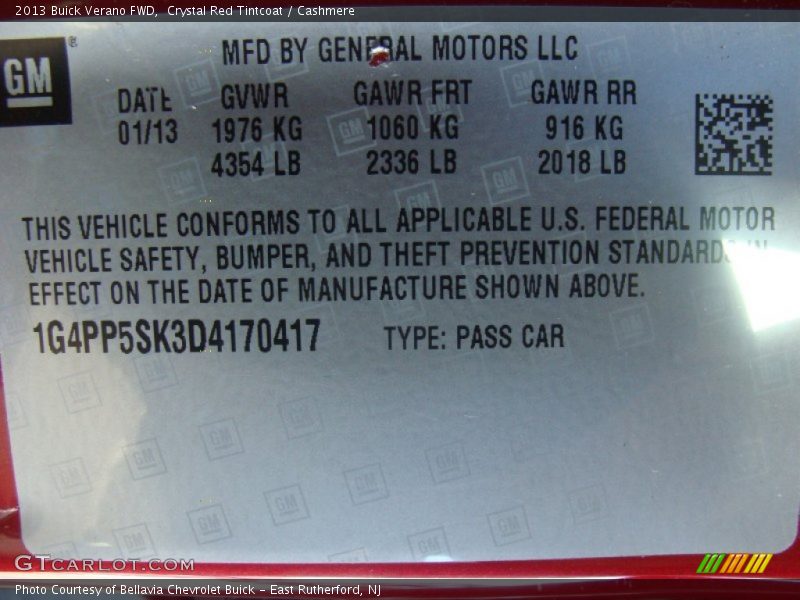 2013 Buick Verano FWD, Crystal Red Tintcoat / Cashmere
GM ®
MFD BY GENERAL MOTORS LLC
DATE GVWR GAWR FRT GAWR RR
01/13 1976 KG 1060 KG 916 KG
4354 LB 2336 LB 2018 LB
THIS VEHICLE CONFORMS TO ALL APPLICABLE U.S. FEDERAL MOTOR
VEHICLE SAFETY, BUMPER, AND THEFT PREVENTION STANDARDS IN
EFFECT ON THE DATE OF MANUFACTURE SHOWN ABOVE.
1G4PP5SK3D4170417 TYPE: PASS CAR
GTCARLOT.COM
Photo Courtesy of Bellavia Chevrolet Buick - East Rutherford, NJ